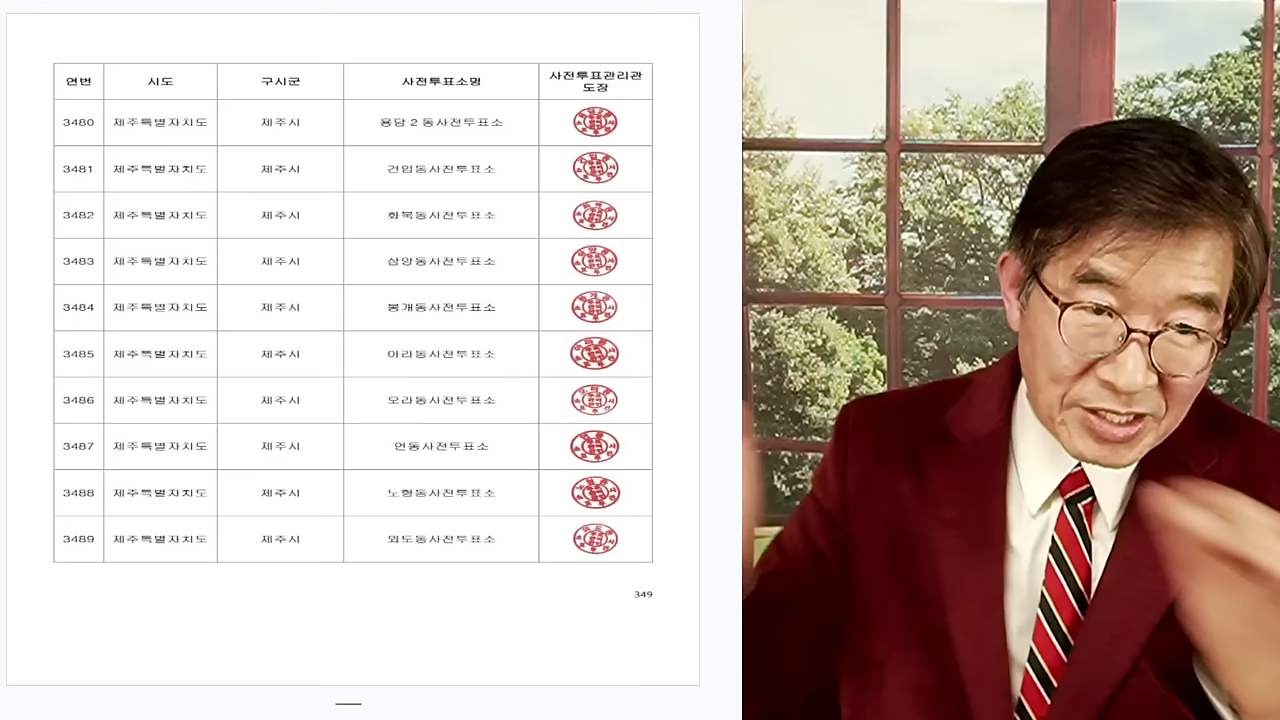 연번 시도 구시군 사전투표소명 사전투표관리관
도장
3480 제주특별자치도 제주시 용담 2 동사전투표소
3481 제주특별자치도 제주시 건입동사전투표소
3482 제주특별자치도 제주시 화북동사전투표소
3483 제주특별자치도 제주시 삼양동사전투표소
3484 제주특별자치도 제주시 봉개동사전투표소
3485 제주특별자치도 제주시 아라동사전투표소
3486 제주특별자치도 제주시 오라동사전투표소
3487 제주특별자치도 제주시 연동사전투표소
3488 제주특별자치도 제주시 노형동사전투표소
3489 제주특별자치도 제주시 외도동사전투표소
349